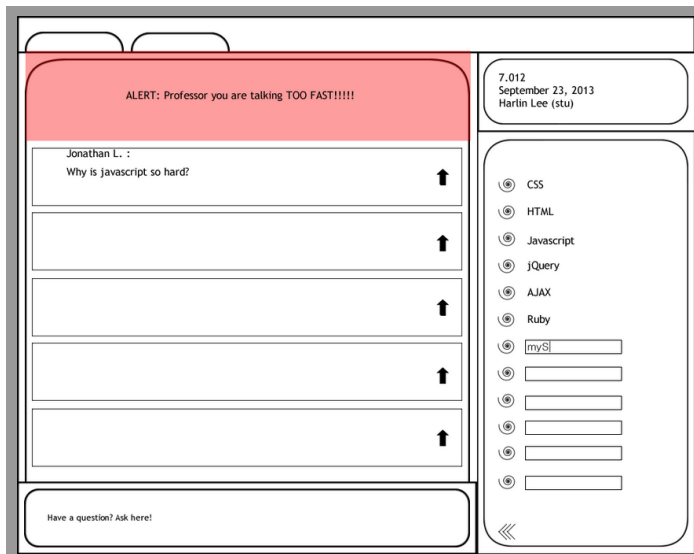 ALERT: Professor you are talking TOO FAST!!!!!
Jonathan L. :
Why is javascript so hard?
Have a question? Ask here!
7.012
September 23, 2013
Harlin Lee (stu)
CSS
HTML
Javascript
jQuery
AJAX
Ruby
myS